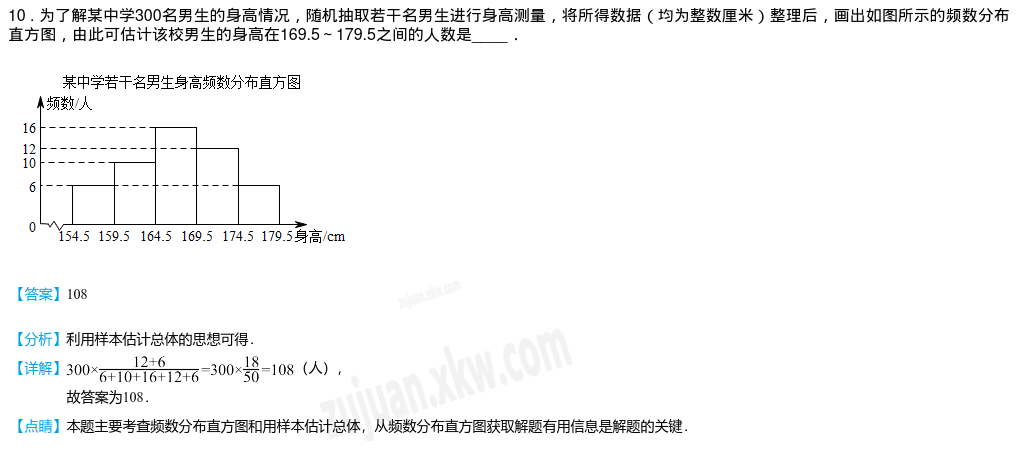 10．为了解某中学300名男生的身高情况，随机抽取若干名男生进行身高测量，将所得数据（均为整数厘米）整理后，画出如图所示的频数分布
直方图，由此可估计该校男生的身高在169.5～179.5之间的人数是____．
某中学若干名男生身高频数分布直方图
频数/人
16
12
10
6
0
154.5 159.5 164.5 169.5 174.5 179.5 身高/cm
【答案】108
zujuan.xkw.com
【分析】利用样本估计总体的思想可得．
【详解】300×(12+6)/(6+10+16+12+6)=300×18/50=108（人），
故答案为108．
zujuan.xkw.com
【点睛】本题主要考查频数分布直方图和用样本估计总体，从频数分布直方图获取解题有用信息是解题的关键．